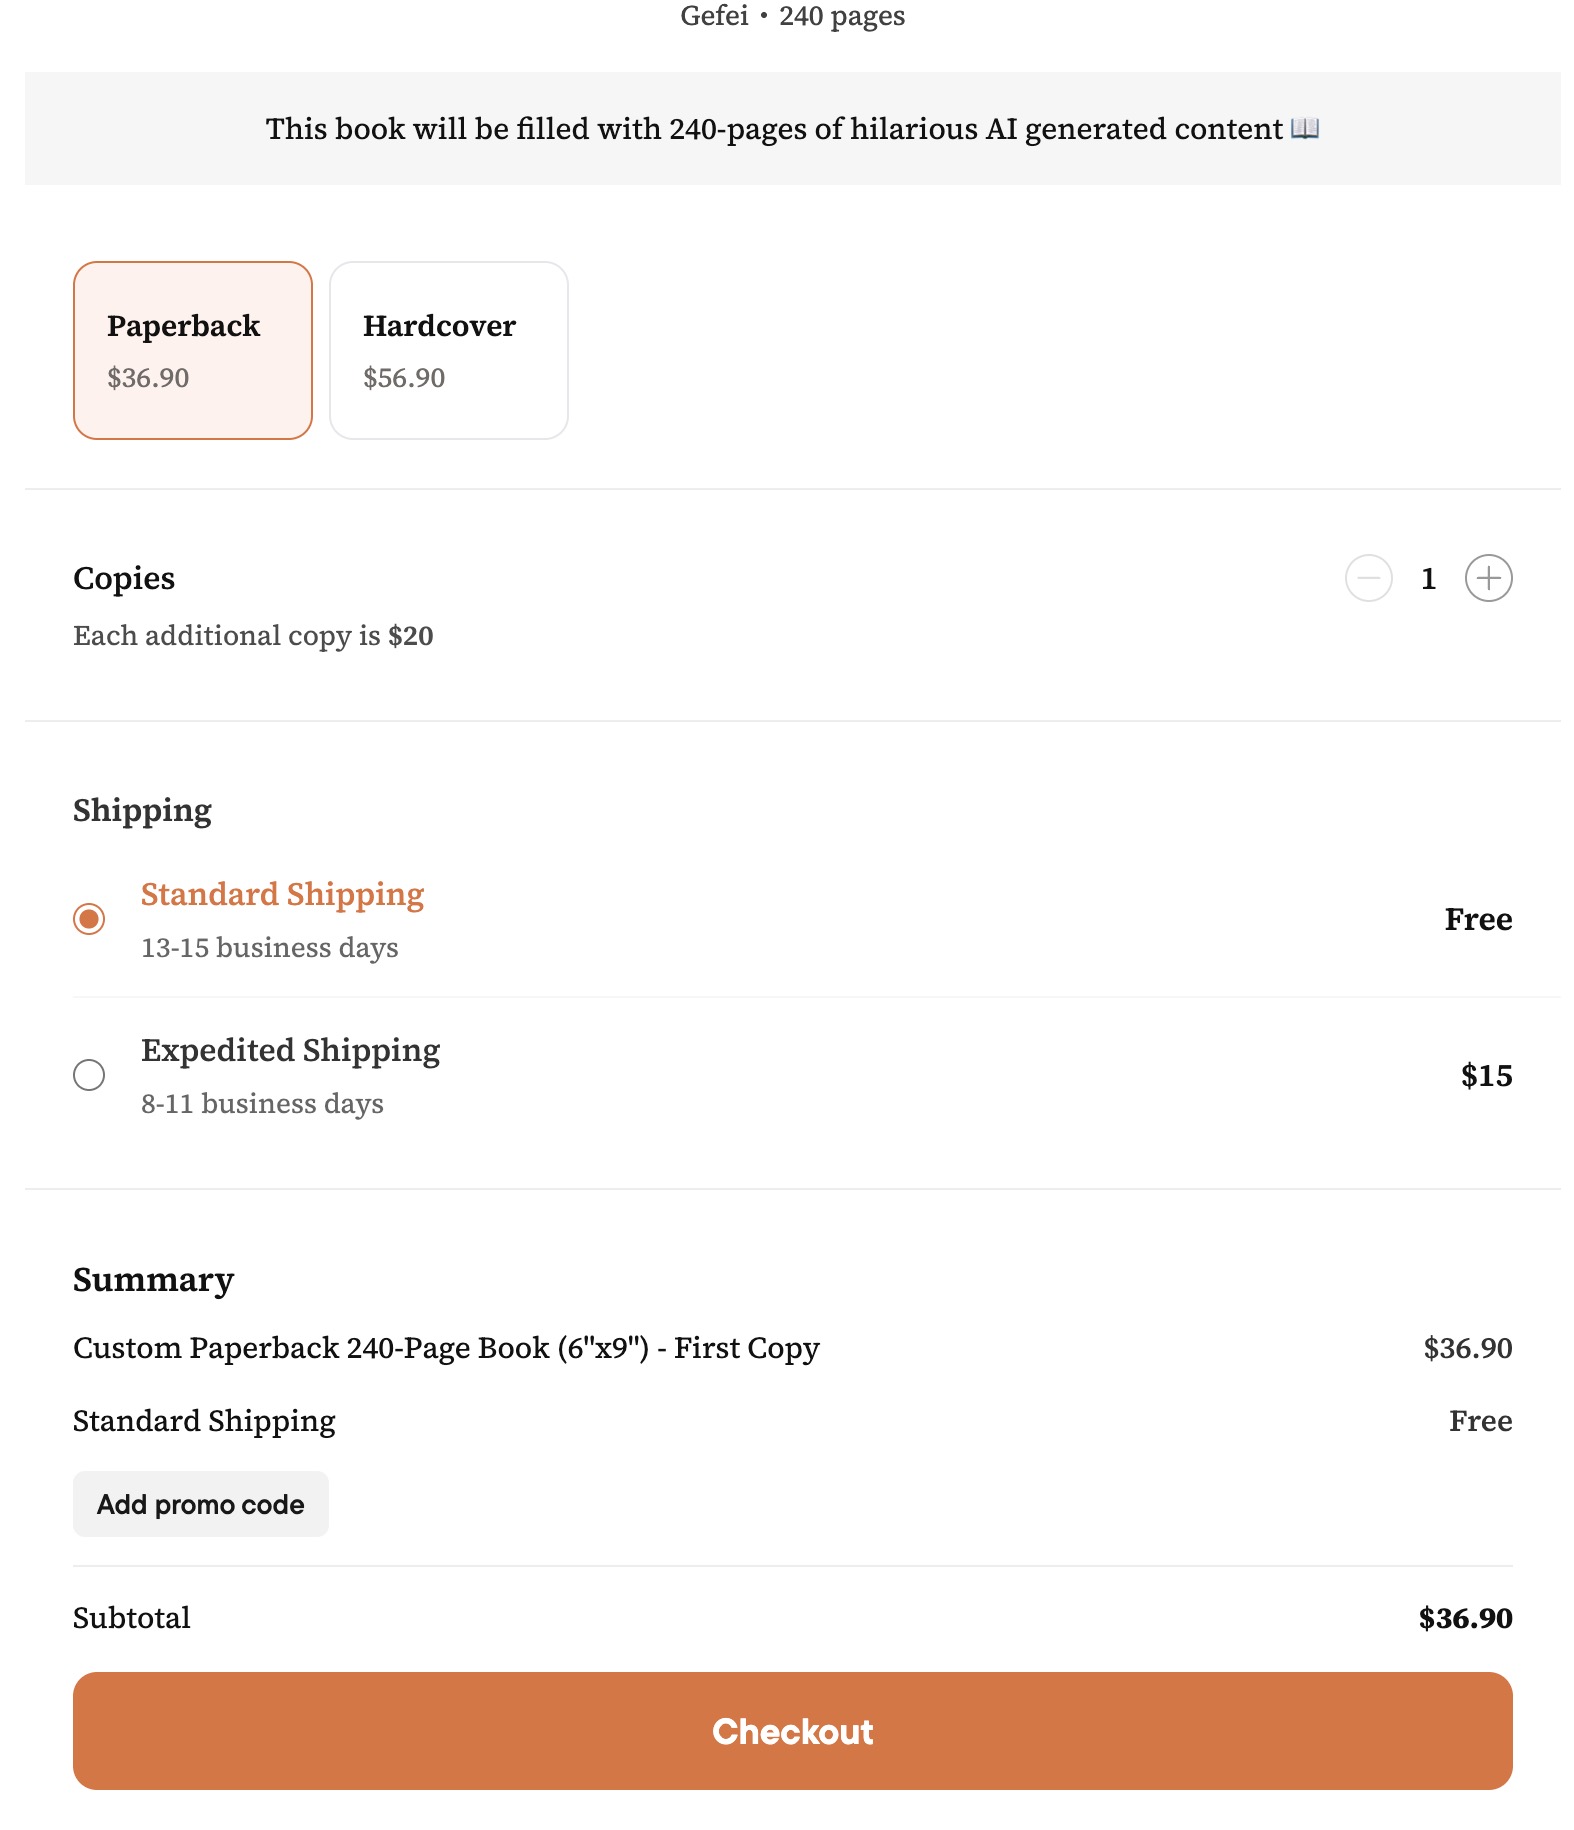 Gefei • 240 pages
This book will be filled with 240-pages of hilarious AI generated content 📖
Paperback
$36.90
Hardcover
$56.90
Copies
1
Each additional copy is $20
Shipping
Standard Shipping
13-15 business days
Free
Expedited Shipping
8-11 business days
$15
Summary
Custom Paperback 240-Page Book (6"x9") - First Copy
$36.90
Standard Shipping
Free
Add promo code
Subtotal
$36.90
Checkout